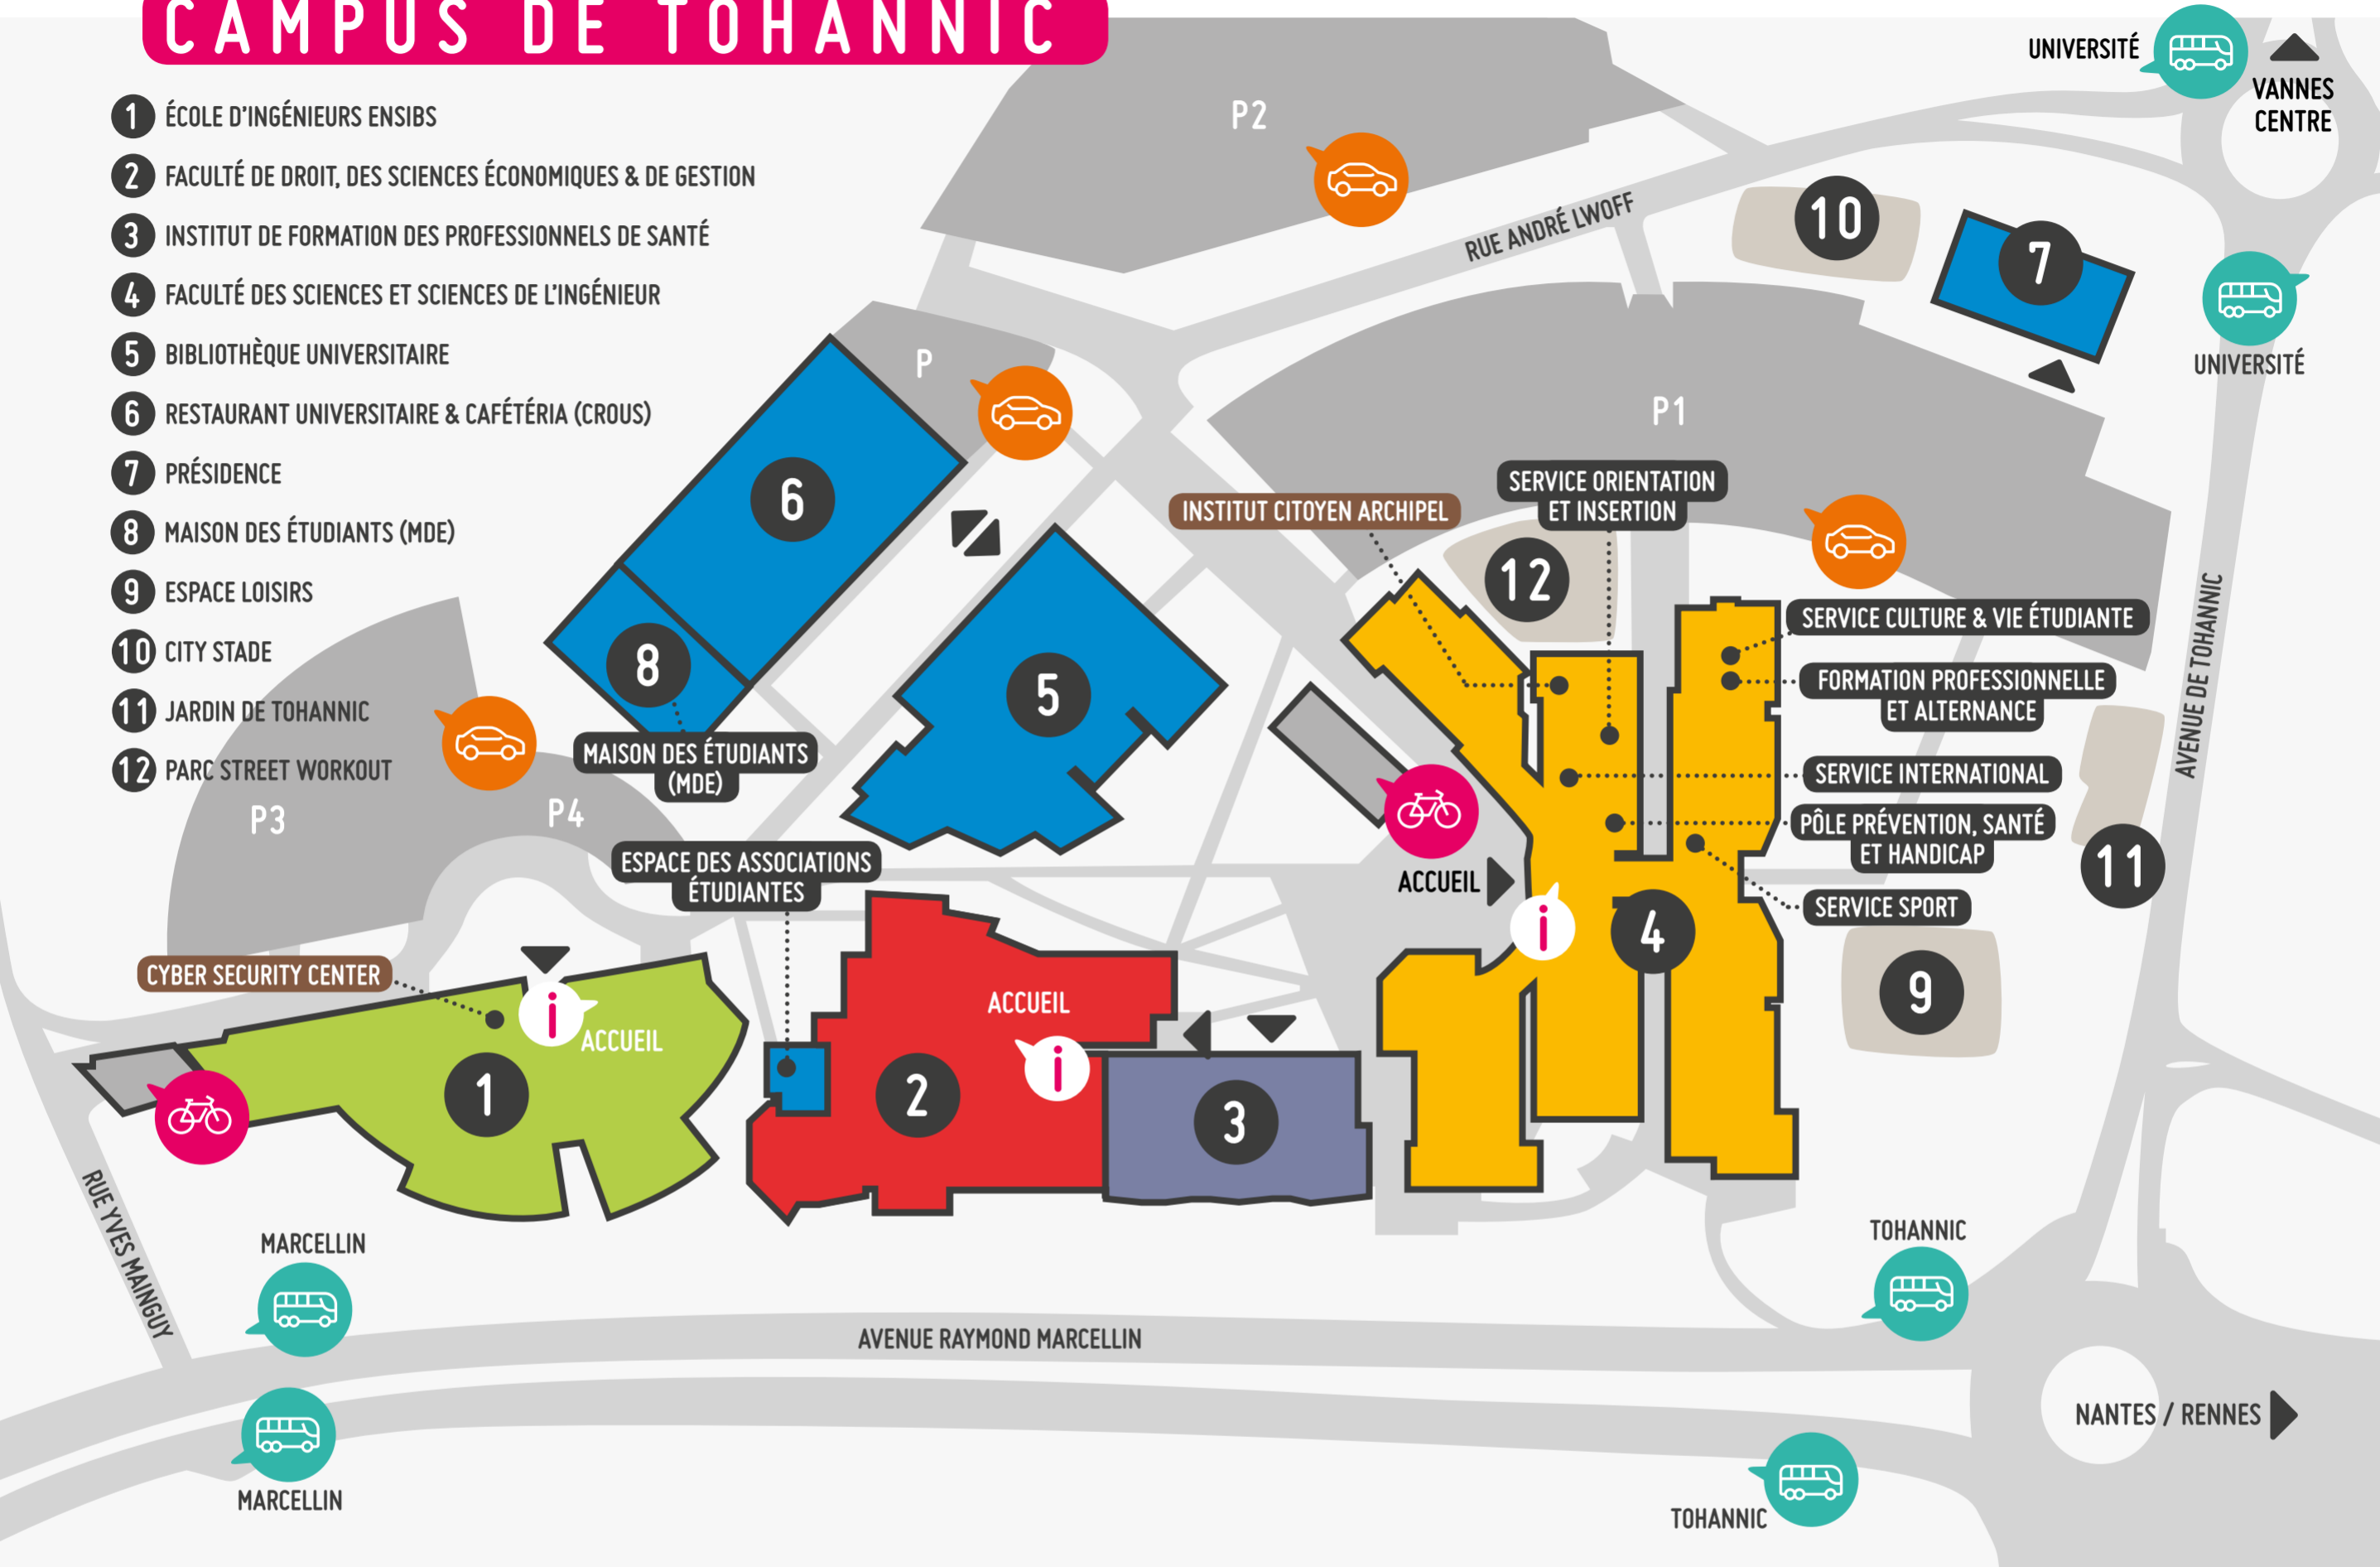 CAMPUS DE TOHANNIC
1 ÉCOLE D'INGÉNIEURS ENSIBS
2 FACULTÉ DE DROIT, DES SCIENCES ÉCONOMIQUES & DE GESTION
3 INSTITUT DE FORMATION DES PROFESSIONNELS DE SANTÉ
4 FACULTÉ DES SCIENCES ET SCIENCES DE L'INGÉNIEUR
5 BIBLIOTHÈQUE UNIVERSITAIRE
6 RESTAURANT UNIVERSITAIRE & CAFÉTÉRIA (CROUS)
7 PRÉSIDENCE
8 MAISON DES ÉTUDIANTS (MDE)
9 ESPACE LOISIRS
10 CITY STADE
11 JARDIN DE TOHANNIC
12 PARC STREET WORKOUT
UNIVERSITÉ
VANNES
CENTRE
P2
RUE ANDRÉ LWOFF
10
7
UNIVERSITÉ
P
P1
6
INSTITUT CITOYEN ARCHIPEL
SERVICE ORIENTATION
ET INSERTION
12
8
5
SERVICE CULTURE & VIE ÉTUDIANTE
FORMATION PROFESSIONNELLE
ET ALTERNANCE
AVENUE DE TOHANNIC
MAISON DES ÉTUDIANTS
(MDE)
SERVICE INTERNATIONAL
P3
P4
PÔLE PRÉVENTION, SANTÉ
ET HANDICAP
11
ESPACE DES ASSOCIATIONS
ÉTUDIANTES
ACCUEIL
i
4
SERVICE SPORT
CYBER SECURITY CENTER
i
ACCUEIL
ACCUEIL
i
9
1
2
3
RUE YVES MAINGUY
MARCELLIN
TOHANNIC
AVENUE RAYMOND MARCELLIN
NANTES / RENNES
MARCELLIN
TOHANNIC